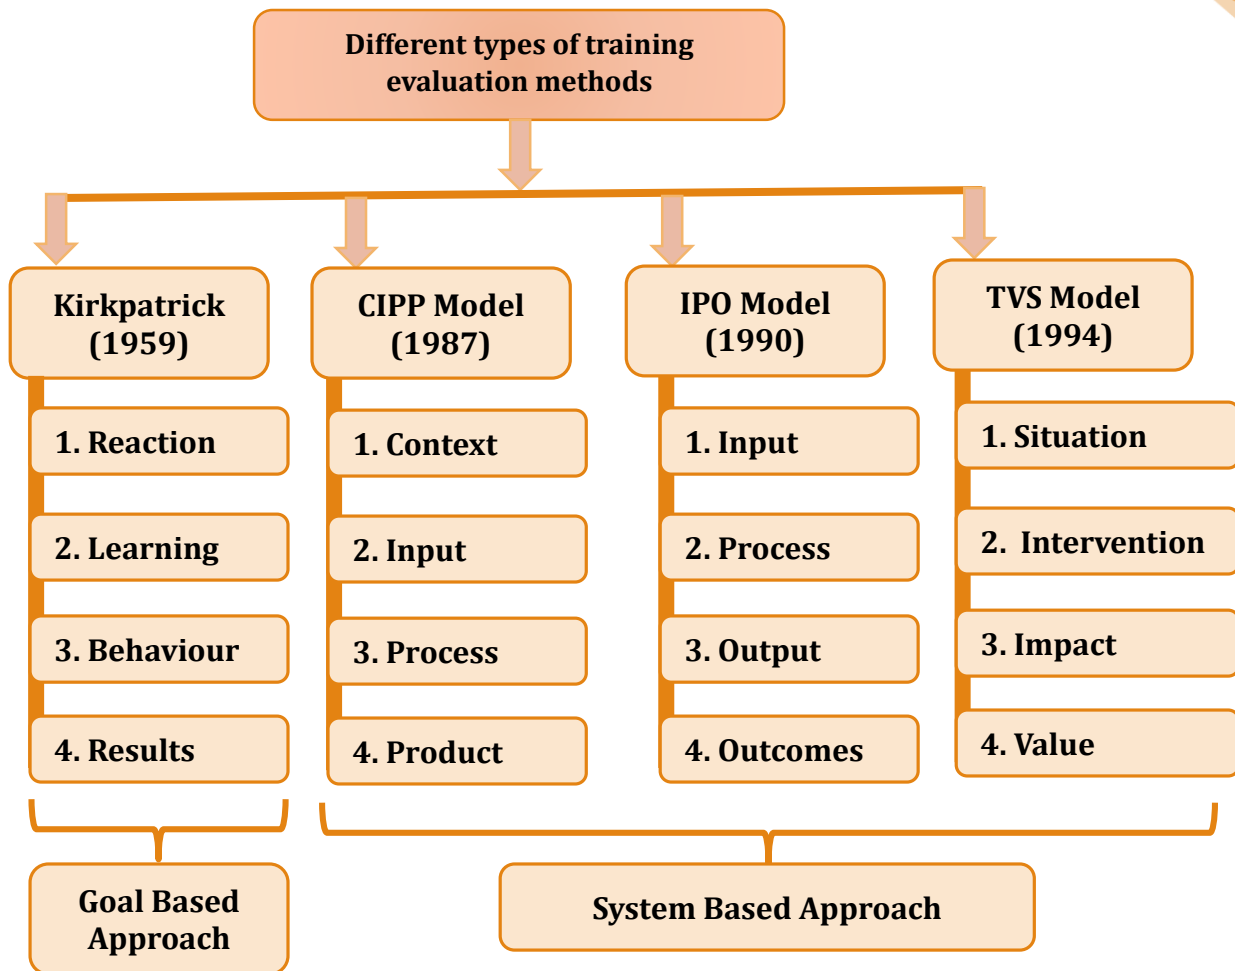 Different types of training
evaluation methods
Kirkpatrick
(1959)
1. Reaction
2. Learning
3. Behaviour
4. Results
CIPP Model
(1987)
1. Context
2. Input
3. Process
4. Product
IPO Model
(1990)
1. Input
2. Process
3. Output
4. Outcomes
TVS Model
(1994)
1. Situation
2. Intervention
3. Impact
4. Value
Goal Based
Approach
System Based Approach